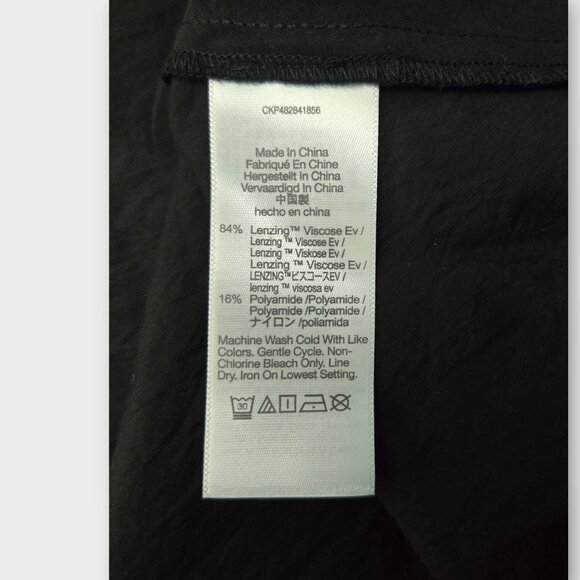 CKP482841856
Made In China
Fabriqué En Chine
Hergestellt In China
Vervaardigd In China
中国製
hecho en china
84% Lenzing™ Viscose Ev /
Lenzing ™ Viscose Ev /
Lenzing ™ Viskose Ev /
Lenzing ™ Viscose Ev /
LENZING™ビスコースEV /
lenzing ™ viscosa ev
16% Polyamide /Polyamide /
Polyamide /Polyamide /
ナイロン /poliamida
Machine Wash Cold With Like
Colors. Gentle Cycle. Non-
Chlorine Bleach Only. Line
Dry. Iron On Lowest Setting.
30